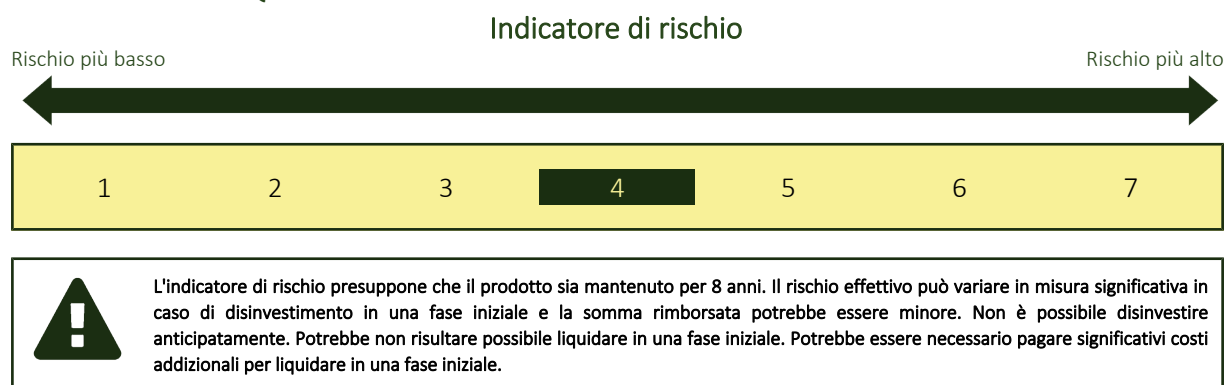 Indicatore di rischio
Rischio più basso
Rischio più alto
1 2 3 4 5 6 7
L'indicatore di rischio presuppone che il prodotto sia mantenuto per 8 anni. Il rischio effettivo può variare in misura significativa in
caso di disinvestimento in una fase iniziale e la somma rimborsata potrebbe essere minore. Non è possibile disinvestire
anticipatamente. Potrebbe non risultare possibile liquidare in una fase iniziale. Potrebbe essere necessario pagare significativi costi
addizionali per liquidare in una fase iniziale.